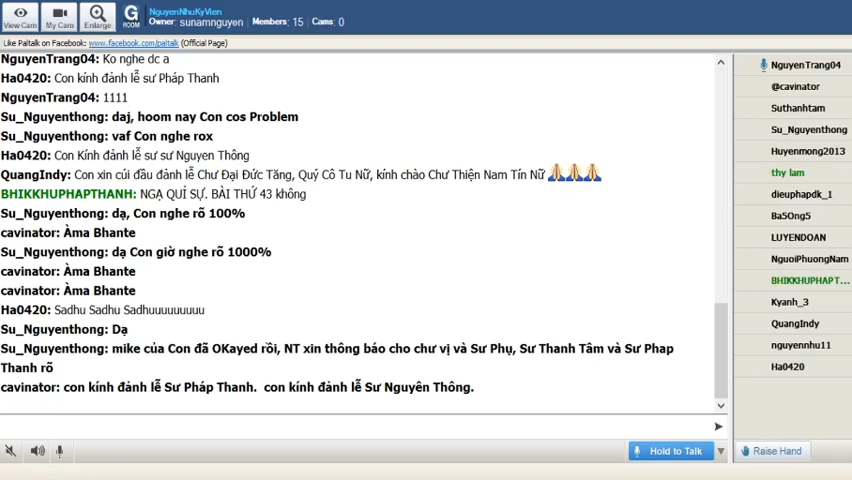 NguyenNhuKyVien
View Cam My Cam Enlarge G ROOM Owner: sunamnguyen Members: 15 Cams: 0
Like Paltalk on Facebook: www.facebook.com/paltalk (Official Page)
NguyenTrang04: Ko nghe dc a
Ha0420: Con kính đảnh lễ sư Pháp Thanh
NguyenTrang04: 1111
Su_Nguyenthong: daj, hoom nay Con cos Problem
Su_Nguyenthong: vaf Con nghe rox
Ha0420: Con Kính đảnh lễ sư sư Nguyen Thông
QuangIndy: Con xin cúi đầu đảnh lễ Chư Đại Đức Tăng, Quý Cô Tu Nữ, kính chào Chư Thiện Nam Tín Nữ
BHIKKHUPHAPTHANH: NGẠ QUỈ SỰ. BÀI THỨ 43 không
Su_Nguyenthong: dạ, Con nghe rõ 100%
cavinator: Àma Bhante
Su_Nguyenthong: dạ Con giờ nghe rõ 1000%
cavinator: Àma Bhante
cavinator: Àma Bhante
Ha0420: Sadhu Sadhu Sadhuuuuuuuuu
Su_Nguyenthong: Dạ
Su_Nguyenthong: mike của Con đã OKayed rồi, NT xin thông báo cho chư vị và Sư Phụ, Sư Thanh Tâm và Sư Phap
Thanh rõ
cavinator: con kính đảnh lễ Sư Pháp Thanh. con kính đảnh lễ Sư Nguyên Thông.
NguyenTrang04
@cavinator
Suthanhtam
Su_Nguyenthong
Huyenmong2013
thy lam
dieuphapdk_1
Ba5Ong5
LUYENDOAN
NguoiPhuongNam
BHIKKHUPHAPT...
Kyanh_3
QuangIndy
nguyennhu11
Ha0420
Hold to Talk
Raise Hand